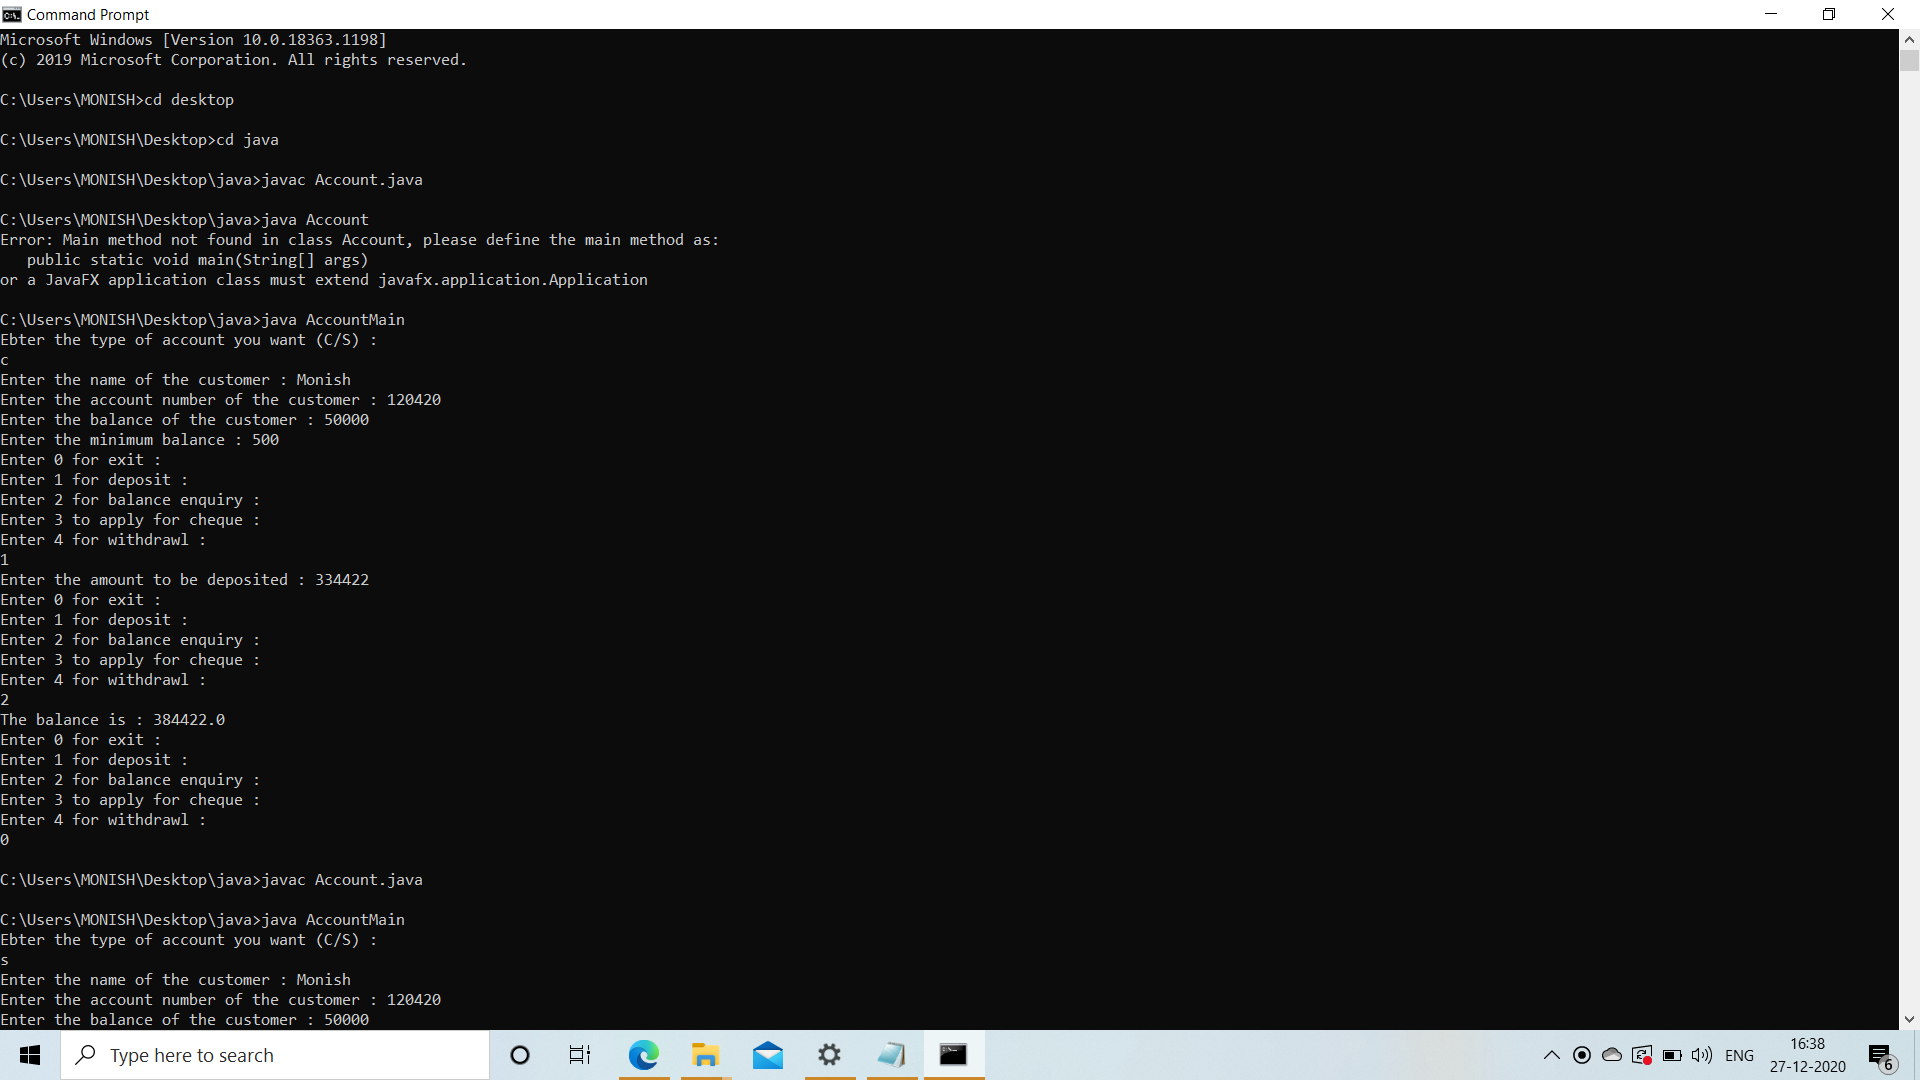 Command Prompt
Microsoft Windows [Version 10.0.18363.1198]
(c) 2019 Microsoft Corporation. All rights reserved.
C:\Users\MONISH>cd desktop
C:\Users\MONISH\Desktop>cd java
C:\Users\MONISH\Desktop\java>javac Account.java
C:\Users\MONISH\Desktop\java>java Account
Error: Main method not found in class Account, please define the main method as:
   public static void main(String[] args)
or a JavaFX application class must extend javafx.application.Application
C:\Users\MONISH\Desktop\java>java AccountMain
Ebter the type of account you want (C/S) :
c
Enter the name of the customer : Monish
Enter the account number of the customer : 120420
Enter the balance of the customer : 50000
Enter the minimum balance : 500
Enter 0 for exit :
Enter 1 for deposit :
Enter 2 for balance enquiry :
Enter 3 to apply for cheque :
Enter 4 for withdrawl :
1
Enter the amount to be deposited : 334422
Enter 0 for exit :
Enter 1 for deposit :
Enter 2 for balance enquiry :
Enter 3 to apply for cheque :
Enter 4 for withdrawl :
2
The balance is : 384422.0
Enter 0 for exit :
Enter 1 for deposit :
Enter 2 for balance enquiry :
Enter 3 to apply for cheque :
Enter 4 for withdrawl :
0
C:\Users\MONISH\Desktop\java>javac Account.java
C:\Users\MONISH\Desktop\java>java AccountMain
Ebter the type of account you want (C/S) :
s
Enter the name of the customer : Monish
Enter the account number of the customer : 120420
Enter the balance of the customer : 50000
Type here to search
ENG
16:38
27-12-2020
6